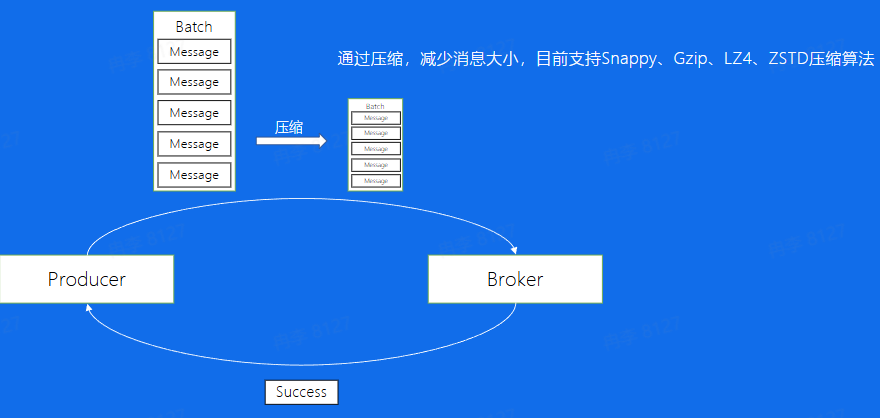 Batch
Message
Message
Message
Message
Message
通过压缩，减少消息大小，目前支持Snappy、Gzip、LZ4、ZSTD压缩算法
压缩
Batch
Message
Message
Message
Message
Message
Producer
Broker
Success